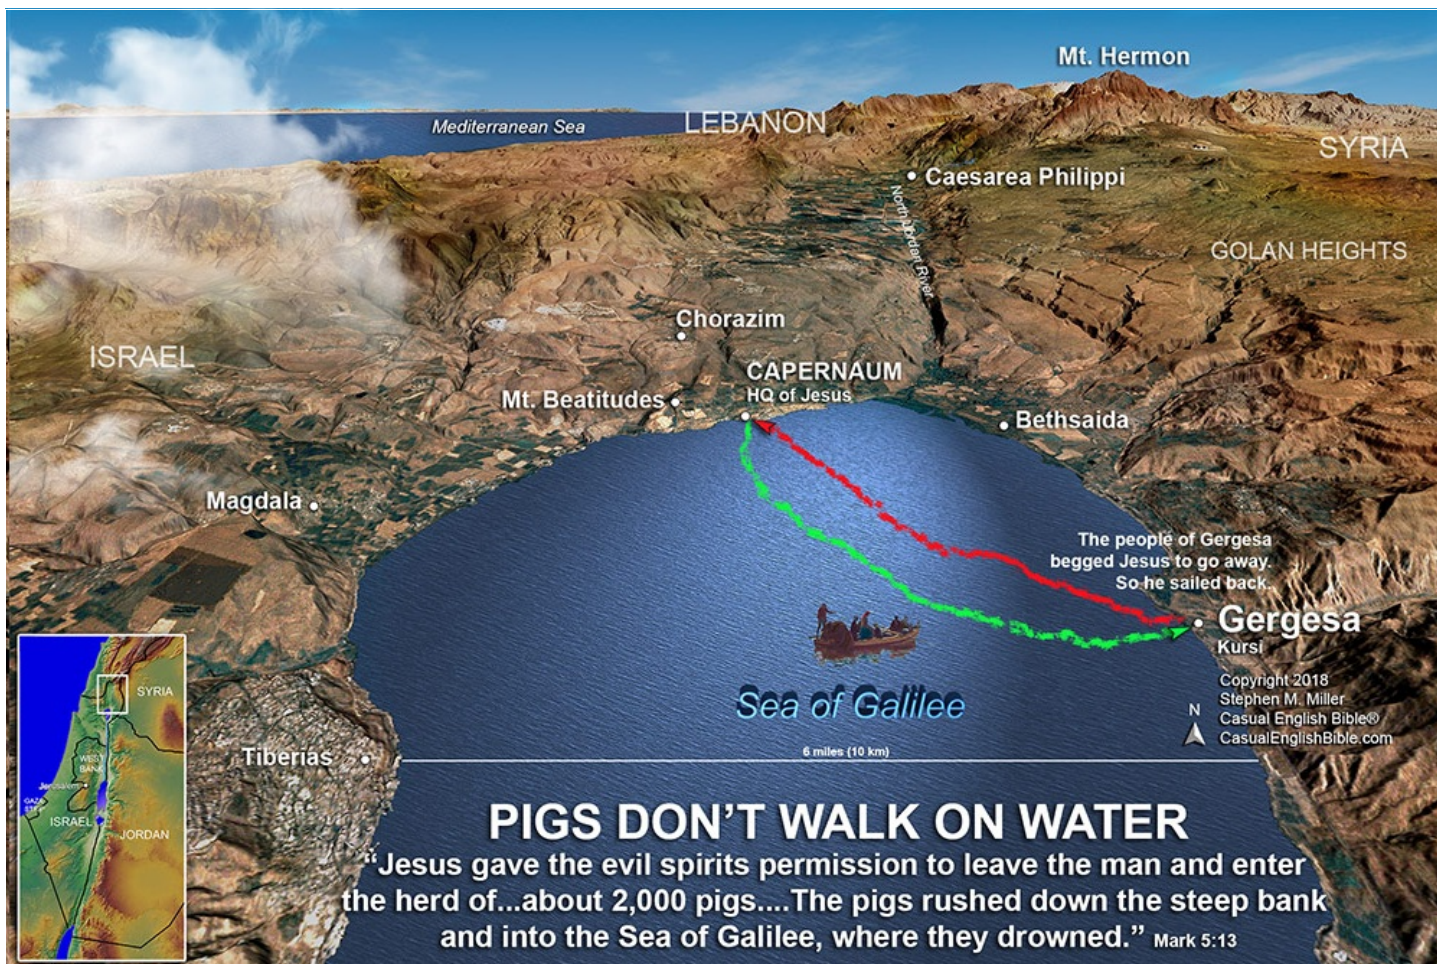 Mt. Hermon
Mediterranean Sea
LEBANON
SYRIA
Caesarea Philippi
North Jordan River
GOLAN HEIGHTS
Chorazim
ISRAEL
CAPERNAUM
HQ of Jesus
Mt. Beatitudes
Bethsaida
Magdala
The people of Gergesa
begged Jesus to go away.
So he sailed back.
Gergesa
Kursi
Copyright 2018
Stephen M. Miller
Casual English Bible®
CasualEnglishBible.com
N
Sea of Galilee
6 miles (10 km)
Tiberias
SYRIA
WEST
BANK
Jerusalem
GAZA
ISRAEL
JORDAN
PIGS DON'T WALK ON WATER
“Jesus gave the evil spirits permission to leave the man and enter
the herd of...about 2,000 pigs....The pigs rushed down the steep bank
and into the Sea of Galilee, where they drowned.” Mark 5:13